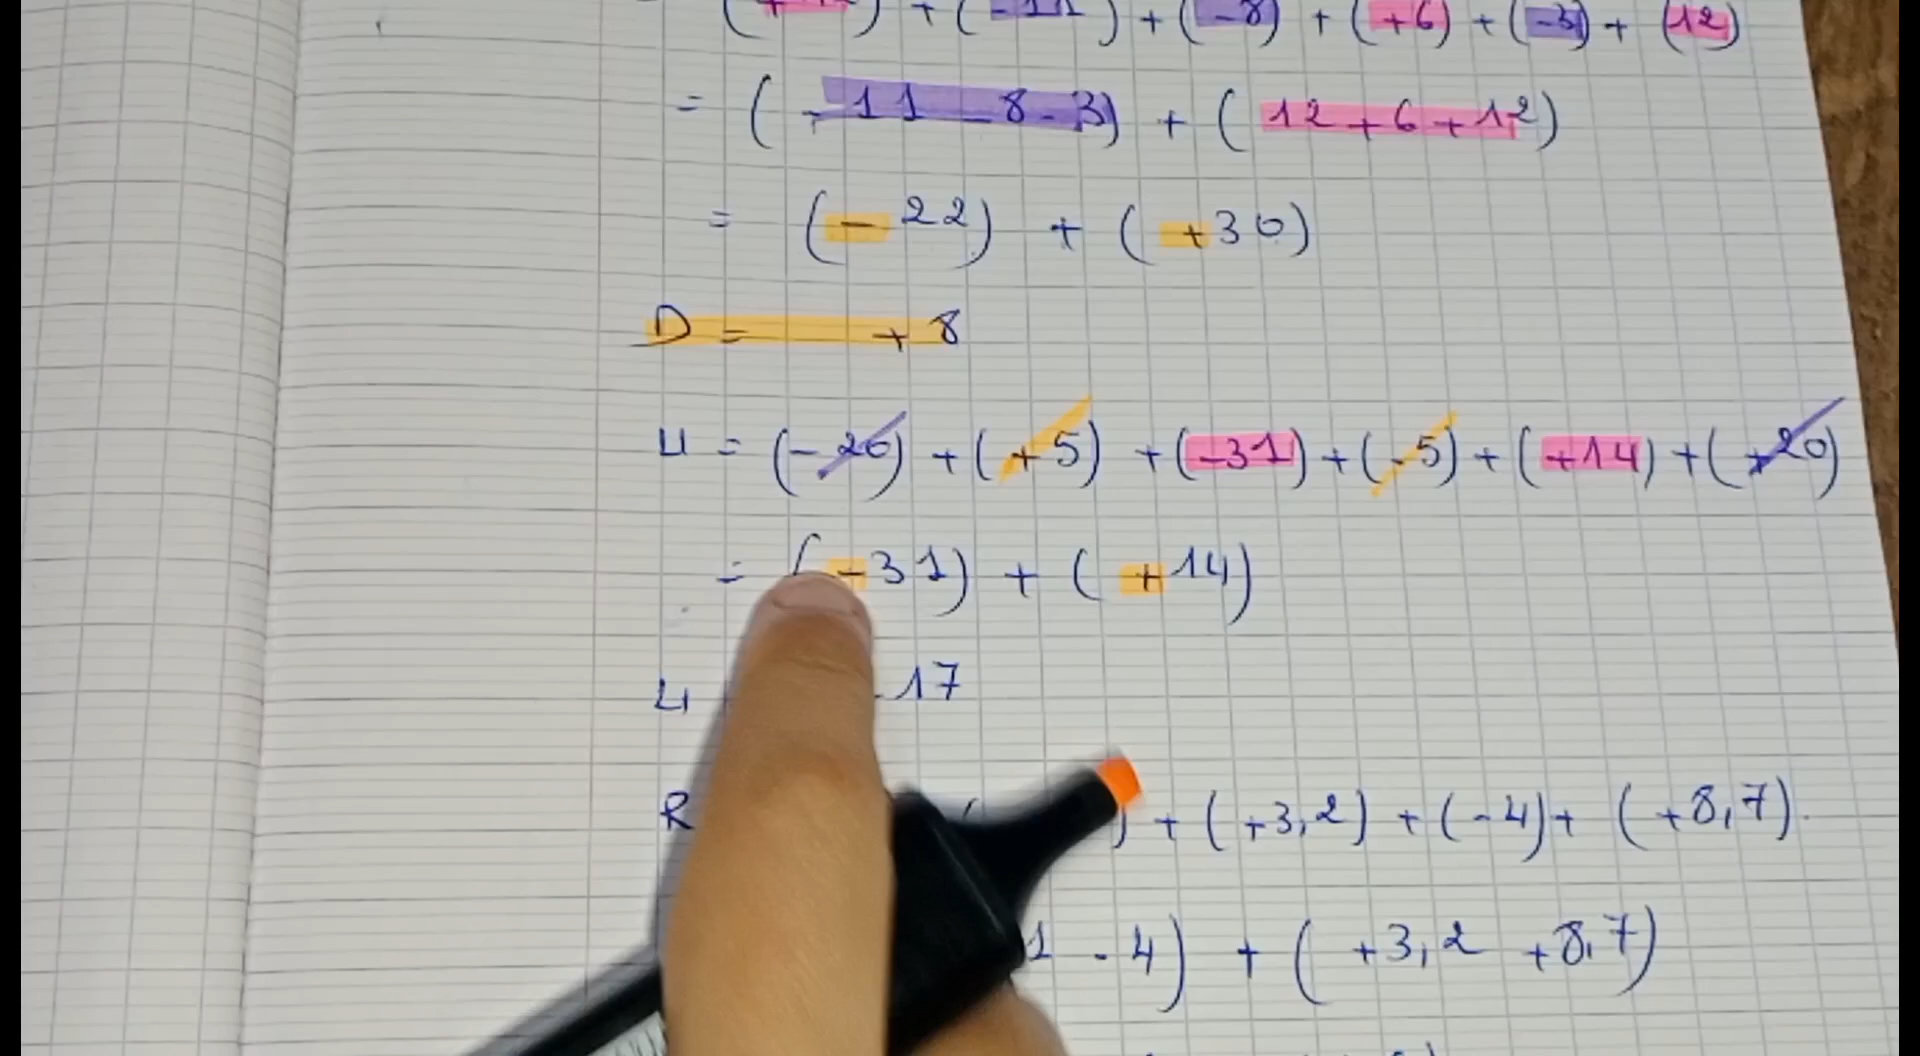 ) + ( -11 ) + ( -8) + ( +6) + ( -3) + (12)
= ( - 11 - 8 - 3) + ( 12 + 6 + 12)
= ( - 22) + ( +30)
D = + 8
U = (- 20) + ( + 5) + (-31) + (-5) + ( +14) + ( +20)
= ( -31) + ( + 14)
U - 17
R ( ) + ( +3,2) + ( -4) + ( +8,7).
1 - 4) + ( +3,2 +8,7)